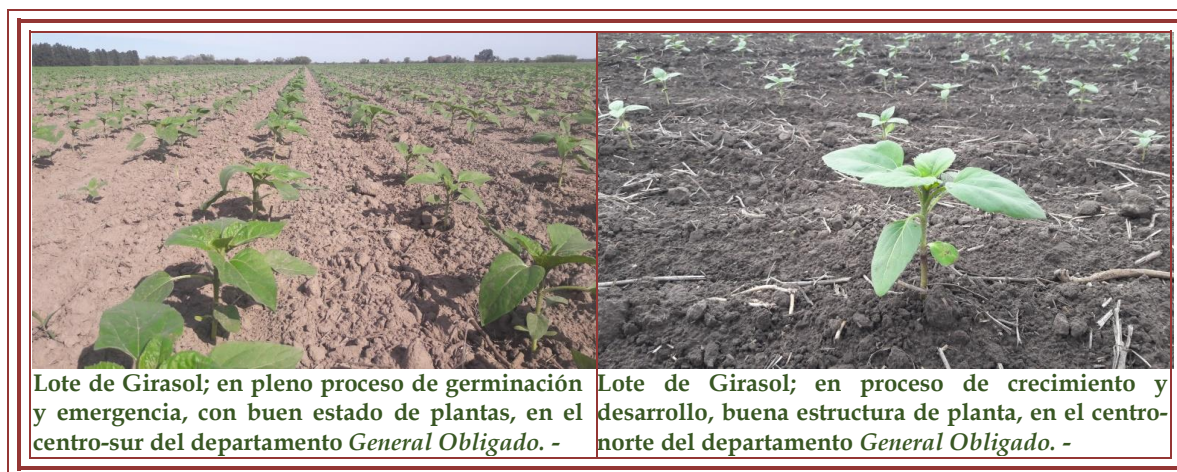 Lote de Girasol; en pleno proceso de germinación
y emergencia, con buen estado de plantas, en el
centro-sur del departamento General Obligado. -
Lote de Girasol; en proceso de crecimiento y
desarrollo, buena estructura de planta, en el centro-
norte del departamento General Obligado. -